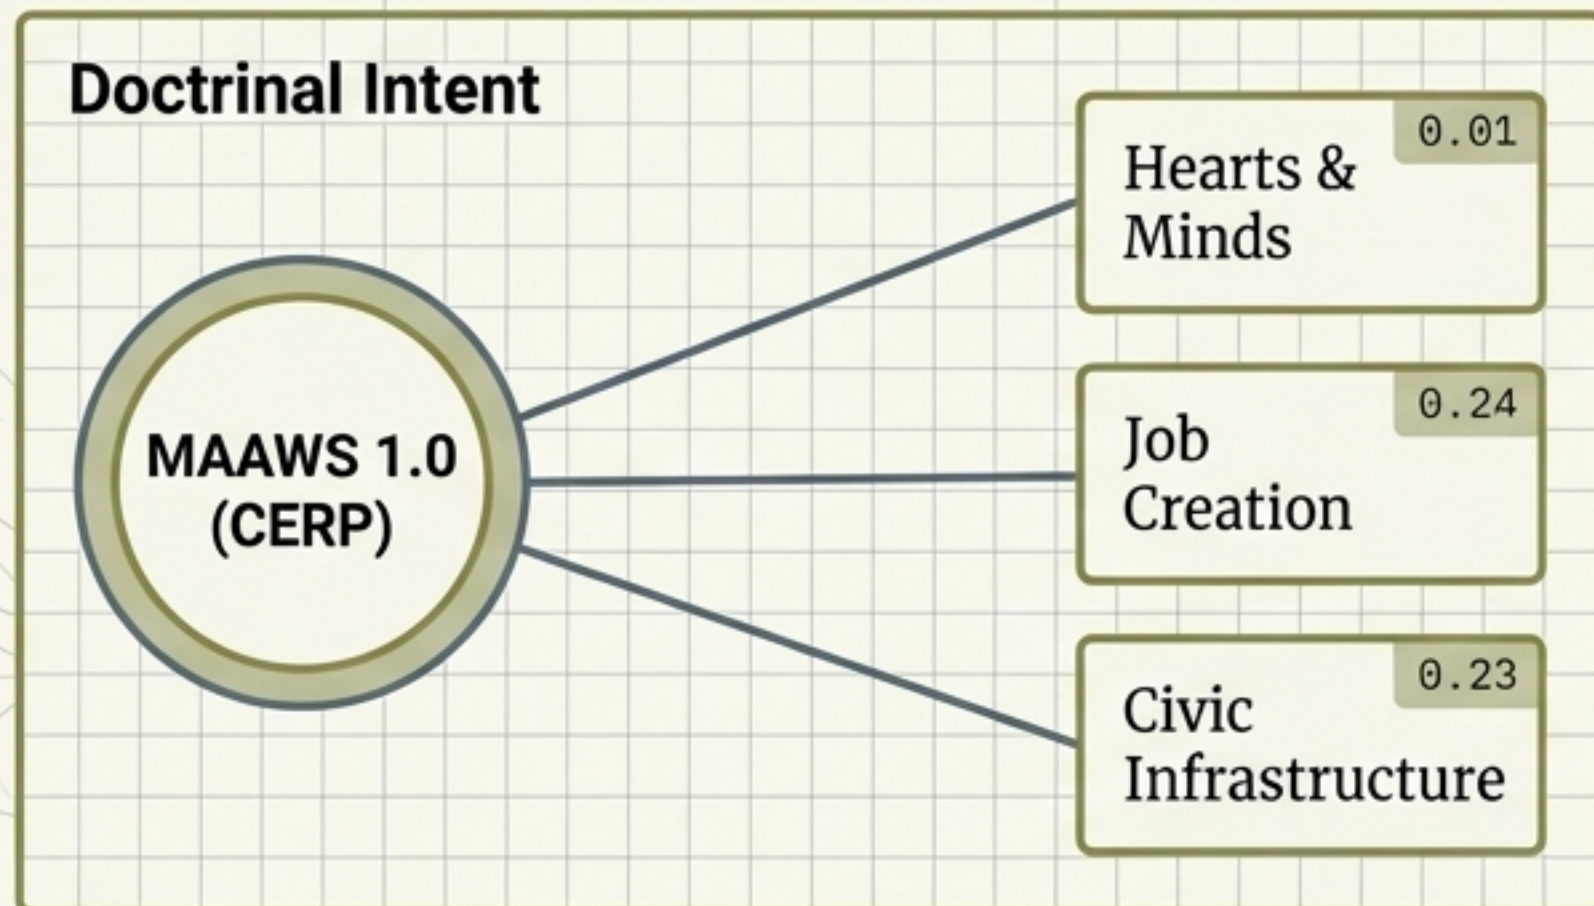 Doctrinal Intent
MAAWS 1.0
(CERP)
0.01
Hearts &
Minds
0.24
Job
Creation
0.23
Civic
Infrastructure